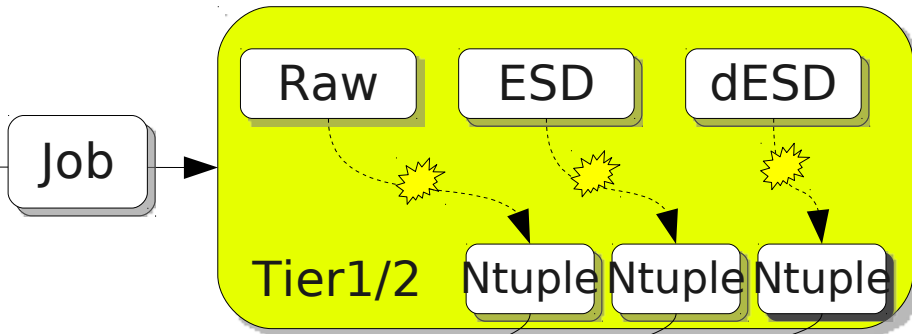 Raw
ESD
dESD
Job
Tier1/2
Ntuple
Ntuple
Ntuple